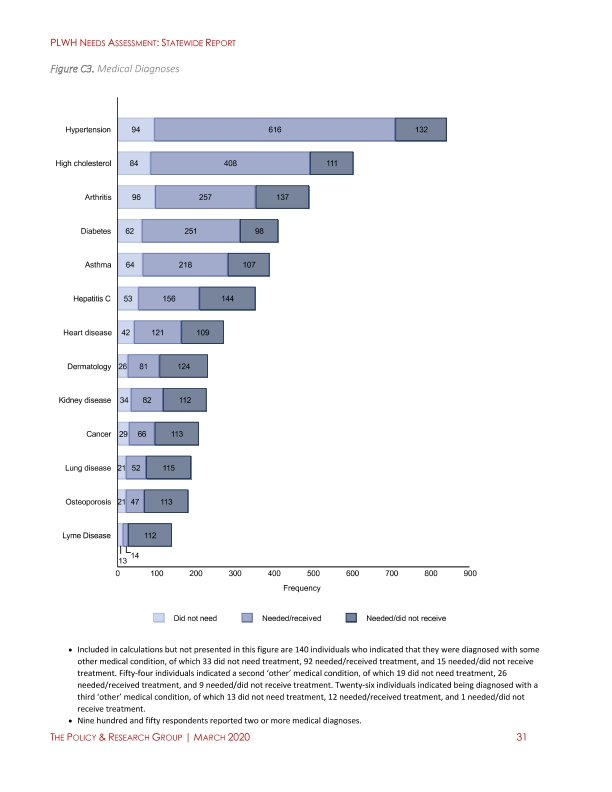 PLWH NEEDS ASSESSMENT: STATEWIDE REPORT
Figure C3. Medical Diagnoses
Hypertension 94 616 132
High cholesterol 84 408 111
Arthritis 96 257 137
Diabetes 62 251 98
Asthma 64 218 107
Hepatitis C 53 156 144
Heart disease 42 121 109
Dermatology 26 81 124
Kidney disease 34 82 112
Cancer 29 66 113
Lung disease 21 52 115
Osteoporosis 21 47 113
Lyme Disease 112
14
13
0 100 200 300 400 500 600 700 800 900
Frequency
Did not need Needed/received Needed/did not receive
• Included in calculations but not presented in this figure are 140 individuals who indicated that they were diagnosed with some
other medical condition, of which 33 did not need treatment, 92 needed/received treatment, and 15 needed/did not receive
treatment. Fifty-four individuals indicated a second ‘other’ medical condition, of which 19 did not need treatment, 26
needed/received treatment, and 9 needed/did not receive treatment. Twenty-six individuals indicated being diagnosed with a
third ‘other’ medical condition, of which 13 did not need treatment, 12 needed/received treatment, and 1 needed/did not
receive treatment.
• Nine hundred and fifty respondents reported two or more medical diagnoses.
THE POLICY & RESEARCH GROUP | MARCH 2020 31